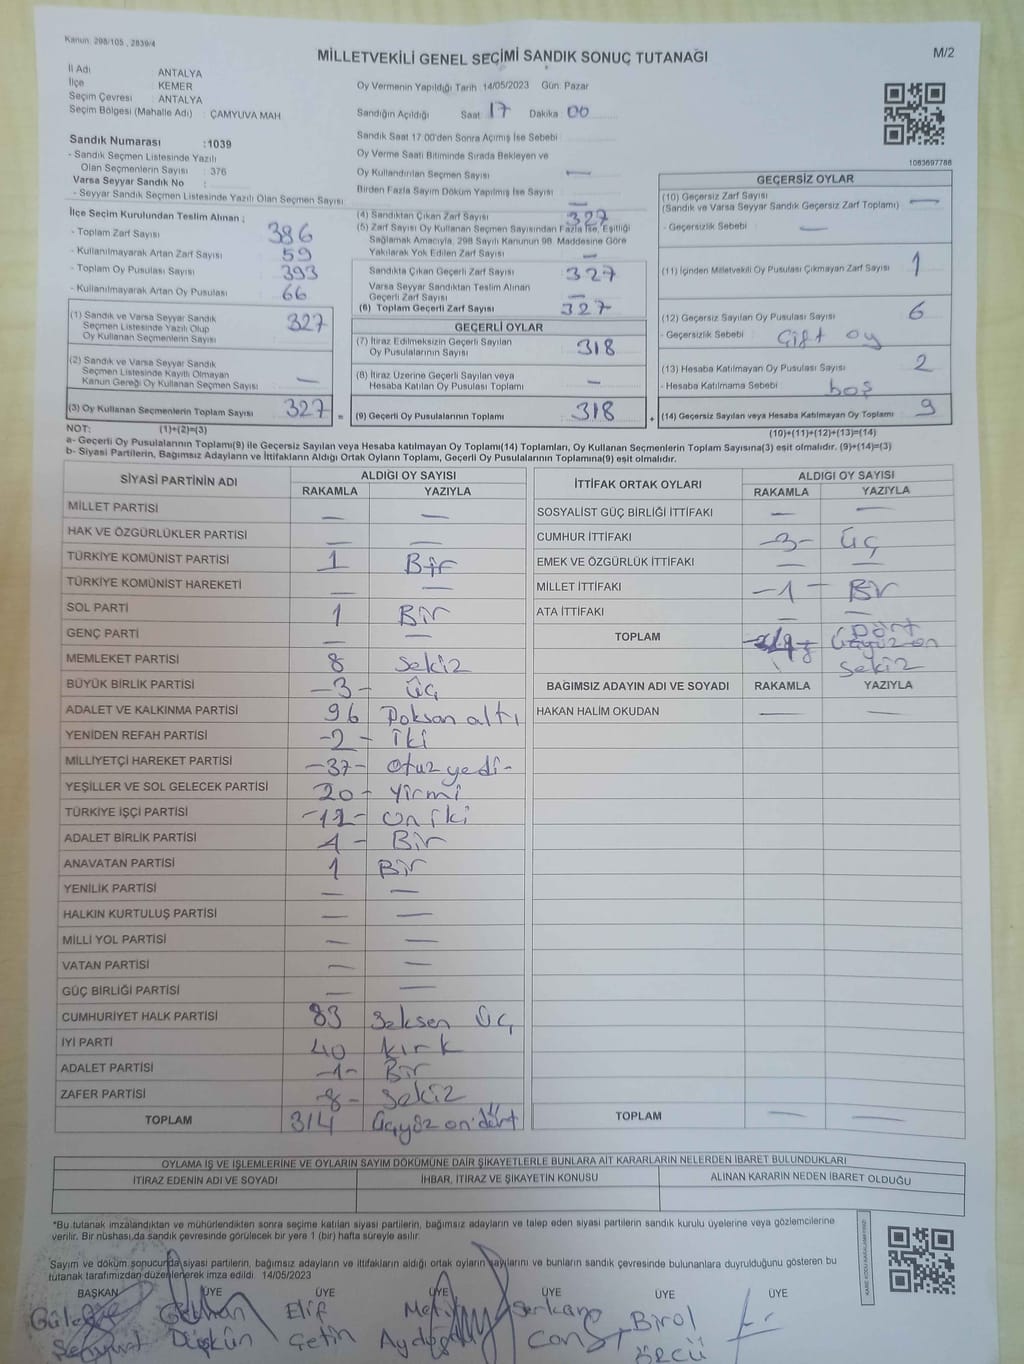 Kanun: 298/105 , 2839/4
MİLLETVEKİLİ GENEL SEÇİMİ SANDIK SONUÇ TUTANAĞI
M/2
İl Adı ANTALYA
İlçe KEMER
Seçim Çevresi ANTALYA
Seçim Bölgesi (Mahalle Adı) : ÇAMYUVA MAH
Oy Vermenin Yapıldığı Tarih 14/05/2023 Gün: Pazar
Sandığın Açıldığı Saat 17 Dakika : 00
Sandık Saat 17.00'den Sonra Açımış İse Sebebi
Oy Verme Saati Bitiminde Sırada Bekleyen ve
Oy Kullandırılan Seçmen Sayısı —
Birden Fazla Sayım Döküm Yapılmış İse Sayısı —
1083697788
Sandık Numarası :1039
- Sandık Seçmen Listesinde Yazılı
Olan Seçmenlerin Sayısı : 376
Varsa Seyyar Sandık No :
- Seyyar Sandık Seçmen Listesinde Yazılı Olan Seçmen Sayısı
İlçe Seçim Kurulundan Teslim Alınan ;
- Toplam Zarf Sayısı 386
- Kullanılmayarak Artan Zarf Sayısı 59
- Toplam Oy Pusulası Sayısı 393
- Kullanılmayarak Artan Oy Pusulası 66
(1) Sandık ve Varsa Seyyar Sandık
Seçmen Listesinde Yazılı Olup
Oy Kullanan Seçmenlerin Sayısı 327
(2) Sandık ve Varsa Seyyar Sandık
Seçmen Listesinde Kayıtlı Olmayan
Kanun Gereği Oy Kullanan Seçmen Sayısı —
(3) Oy Kullanan Seçmenlerin Toplam Sayısı 327 =
(4) Sandıktan Çıkan Zarf Sayısı 327
(5) Zarf Sayısı Oy Kullanan Seçmen Sayısından Fazla İse, Eşitliği
Sağlamak Amacıyla, 298 Sayılı Kanunun 98. Maddesine Göre
Yakılarak Yok Edilen Zarf Sayısı —
Sandıkta Çıkan Geçerli Zarf Sayısı 327
Varsa Seyyar Sandıktan Teslim Alınan
Geçerli Zarf Sayısı —
(6) Toplam Geçerli Zarf Sayısı 327
GEÇERLİ OYLAR
(7) İtiraz Edilmeksizin Geçerli Sayılan
Oy Pusulalarının Sayısı 318
(8) İtiraz Üzerine Geçerli Sayılan veya
Hesaba Katılan Oy Pusulası Toplamı —
(9) Geçerli Oy Pusulalarının Toplamı 318 +
GEÇERSİZ OYLAR
(10) Geçersiz Zarf Sayısı
(Sandık ve Varsa Seyyar Sandık Geçersiz Zarf Toplamı) —
- Geçersizlik Sebebi : —
(11) İçinden Milletvekili Oy Pusulası Çıkmayan Zarf Sayısı 1
(12) Geçersiz Sayılan Oy Pusulası Sayısı 6
- Geçersizlik Sebebi : Çift oy
(13) Hesaba Katılmayan Oy Pusulası Sayısı 2
- Hesaba Katılmama Sebebi : boş
(14) Geçersiz Sayılan veya Hesaba Katılmayan Oy Toplamı 9
NOT: (1)+(2)=(3)
(10)+(11)+(12)+(13)=(14)
a- Geçerli Oy Pusulalarının Toplamı(9) ile Geçersiz Sayılan veya Hesaba katılmayan Oy Toplamı(14) Toplamları, Oy Kullanan Seçmenlerin Toplam Sayısına(3) eşit olmalıdır. (9)+(14)=(3)
b- Siyasi Partilerin, Bağımsız Adayların ve İttifakların Aldığı Ortak Oyların Toplamı, Geçerli Oy Pusulalarının Toplamına(9) eşit olmalıdır.
SİYASİ PARTİNİN ADI ALDIĞI OY SAYISI
RAKAMLA YAZIYLA
MİLLET PARTİSİ — —
HAK VE ÖZGÜRLÜKLER PARTİSİ — —
TÜRKİYE KOMÜNİST PARTİSİ 1 Bir
TÜRKİYE KOMÜNİST HAREKETİ — —
SOL PARTİ 1 Bir
GENÇ PARTİ — —
MEMLEKET PARTİSİ 8 sekiz
BÜYÜK BİRLİK PARTİSİ -3- üç
ADALET VE KALKINMA PARTİSİ 96 Doksan altı
YENİDEN REFAH PARTİSİ -2- iki
MİLLİYETÇİ HAREKET PARTİSİ -37- otuz yedi-
YEŞİLLER VE SOL GELECEK PARTİSİ 20- yirmi
TÜRKİYE İŞÇİ PARTİSİ -12- on iki
ADALET BİRLİK PARTİSİ 1- Bir
ANAVATAN PARTİSİ 1 Bir
YENİLİK PARTİSİ — —
HALKIN KURTULUŞ PARTİSİ — —
MİLLİ YOL PARTİSİ — —
VATAN PARTİSİ — —
GÜÇ BİRLİĞİ PARTİSİ — —
CUMHURİYET HALK PARTİSİ 83 Seksen üç
İYİ PARTİ 40 kırk
ADALET PARTİSİ -1- Bir
ZAFER PARTİSİ -8- sekiz
TOPLAM 314 üçyüz on dört
İTTİFAK ORTAK OYLARI ALDIĞI OY SAYISI
RAKAMLA YAZIYLA
SOSYALİST GÜÇ BİRLİĞİ İTTİFAKI — —
CUMHUR İTTİFAKI -3- üç
EMEK VE ÖZGÜRLÜK İTTİFAKI — —
MİLLET İTTİFAKI -1- Bir
ATA İTTİFAKI — —
TOPLAM Dört
üçyüz on
sekiz
BAĞIMSIZ ADAYIN ADI VE SOYADI RAKAMLA YAZIYLA
HAKAN HALİM OKUDAN — —
TOPLAM — —
OYLAMA İŞ VE İŞLEMLERİNE VE OYLARIN SAYIM DÖKÜMÜNE DAİR ŞİKAYETLERLE BUNLARA AİT KARARLARIN NELERDEN İBARET BULUNDUKLARI
İTİRAZ EDENİN ADI VE SOYADI İHBAR, İTİRAZ VE ŞİKAYETİN KONUSU ALINAN KARARIN NEDEN İBARET OLDUĞU
*Bu tutanak imzalandıktan ve mühürlendikten sonra seçime katılan siyasi partilerin, bağımsız adayların ve talep eden siyasi partilerin sandık kurulu üyelerine veya gözlemcilerine
verilir. Bir nüshası da sandık çevresinde görülecek bir yere 1 (bir) hafta süreyle asılır.
Sayım ve döküm sonucunda siyasi partilerin, bağımsız adayların ve ittifakların aldığı ortak oyların sayılarını ve bunların sandık çevresinde bulunanlara duyrulduğunu gösteren bu
tutanak tarafımızdan düzenlenerek imza edildi. 14/05/2023
BAŞKAN ÜYE ÜYE ÜYE ÜYE ÜYE ÜYE
Elif Serkan Birol
Düşkün Çetin Aydoğdu